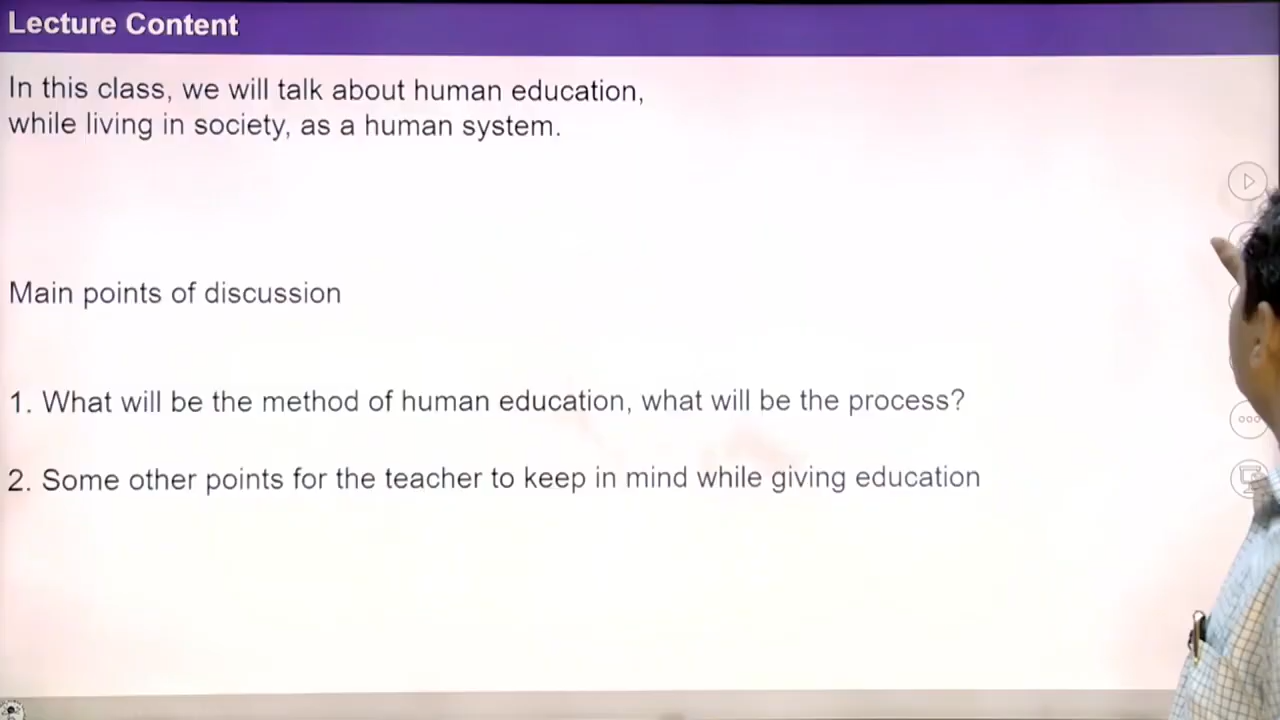 Lecture Content
In this class, we will talk about human education,
while living in society, as a human system.
Main points of discussion
1. What will be the method of human education, what will be the process?
2. Some other points for the teacher to keep in mind while giving education